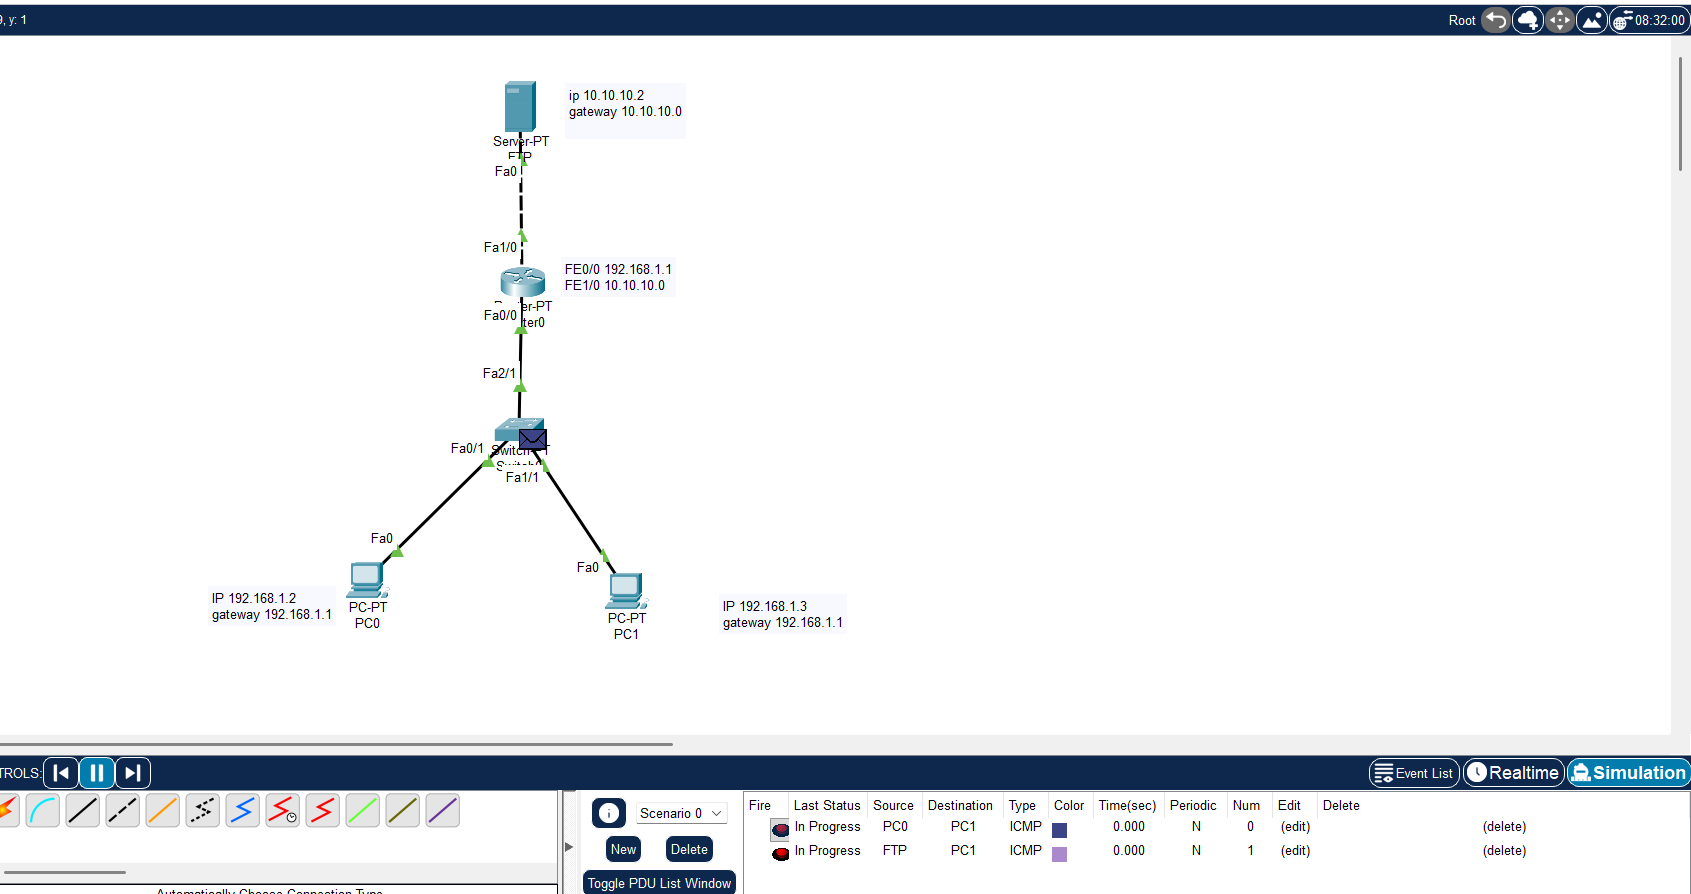 9, y: 1
Root
08:32:00
ip 10.10.10.2
gateway 10.10.10.0
Server-PT
FTP
Fa0
Fa1/0
FE0/0 192.168.1.1
FE1/0 10.10.10.0
er-PT
Fa0/0
ter0
Fa2/1
Fa0/1
Switch-PT
Switch0
Fa1/1
Fa0
Fa0
IP 192.168.1.2
gateway 192.168.1.1
PC-PT
PC0
PC-PT
PC1
IP 192.168.1.3
gateway 192.168.1.1
TROLS:
Event List
Realtime
Simulation
Scenario 0
New
Delete
Toggle PDU List Window
Fire Last Status Source Destination Type Color Time(sec) Periodic Num Edit Delete
In Progress PC0 PC1 ICMP 0.000 N 0 (edit) (delete)
In Progress FTP PC1 ICMP 0.000 N 1 (edit) (delete)
Automatically Choose Connection Type